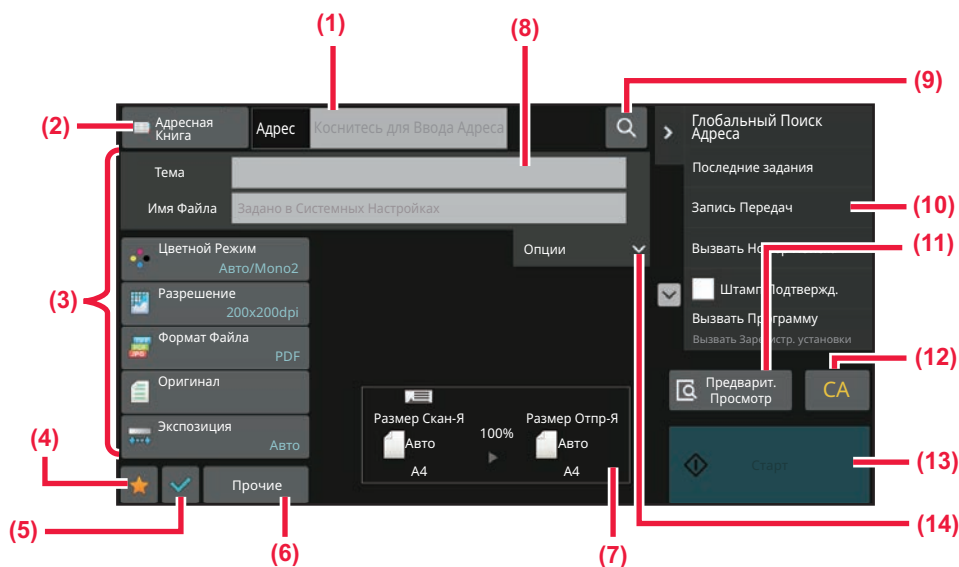 (1)
(8)
(9)
(2)
Адресная
Книга
Адрес
Коснитесь для Ввода Адреса
Глобальный Поиск
Адреса
Тема
Последние задания
Имя Файла
Задано в Системных Настройках
Запись Передач
(10)
(11)
Опции
Вызвать
Цветной Режим
Авто/Mono2
(3)
Разрешение
200x200dpi
Штамп Подтвержд.
Вызвать Программу
Вызвать Зарегистр. установки
Формат Файла
PDF
(12)
Оригинал
Предварит.
Просмотр
CA
Экспозиция
Авто
Размер Скан-Я
100%
Размер Отпр-Я
Авто
Авто
A4
A4
(4)
Прочие
Старт
(13)
(5)
(6)
(7)
(14)